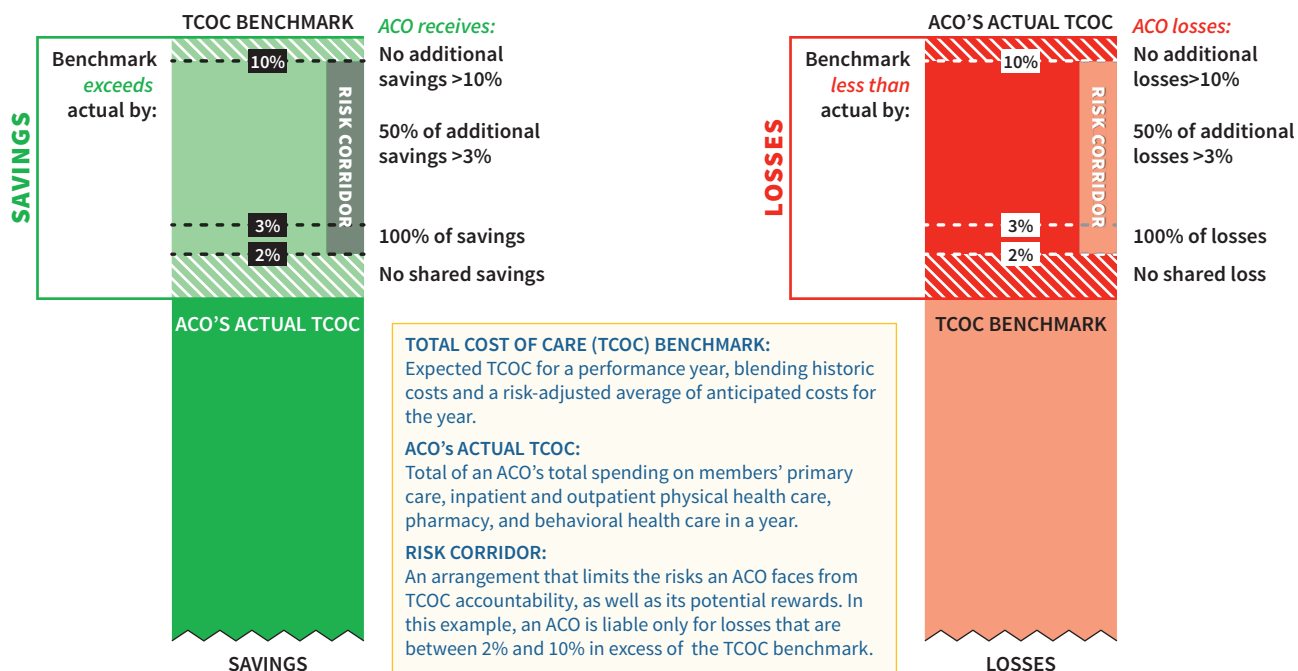 TCOC BENCHMARK
ACO receives:
SAVINGS
Benchmark
exceeds
actual by:
10%
3%
2%
RISK CORRIDOR
No additional
savings >10%
50% of additional
savings >3%
100% of savings
No shared savings
ACO'S ACTUAL TCOC
SAVINGS
ACO'S ACTUAL TCOC
ACO losses:
LOSSES
Benchmark
less than
actual by:
10%
3%
2%
RISK CORRIDOR
No additional
losses>10%
50% of additional
losses >3%
100% of losses
No shared loss
TCOC BENCHMARK
LOSSES
TOTAL COST OF CARE (TCOC) BENCHMARK:
Expected TCOC for a performance year, blending historic
costs and a risk-adjusted average of anticipated costs for
the year.
ACO's ACTUAL TCOC:
Total of an ACO's total spending on members' primary
care, inpatient and outpatient physical health care,
pharmacy, and behavioral health care in a year.
RISK CORRIDOR:
An arrangement that limits the risks an ACO faces from
TCOC accountability, as well as its potential rewards. In
this example, an ACO is liable only for losses that are
between 2% and 10% in excess of the TCOC benchmark.